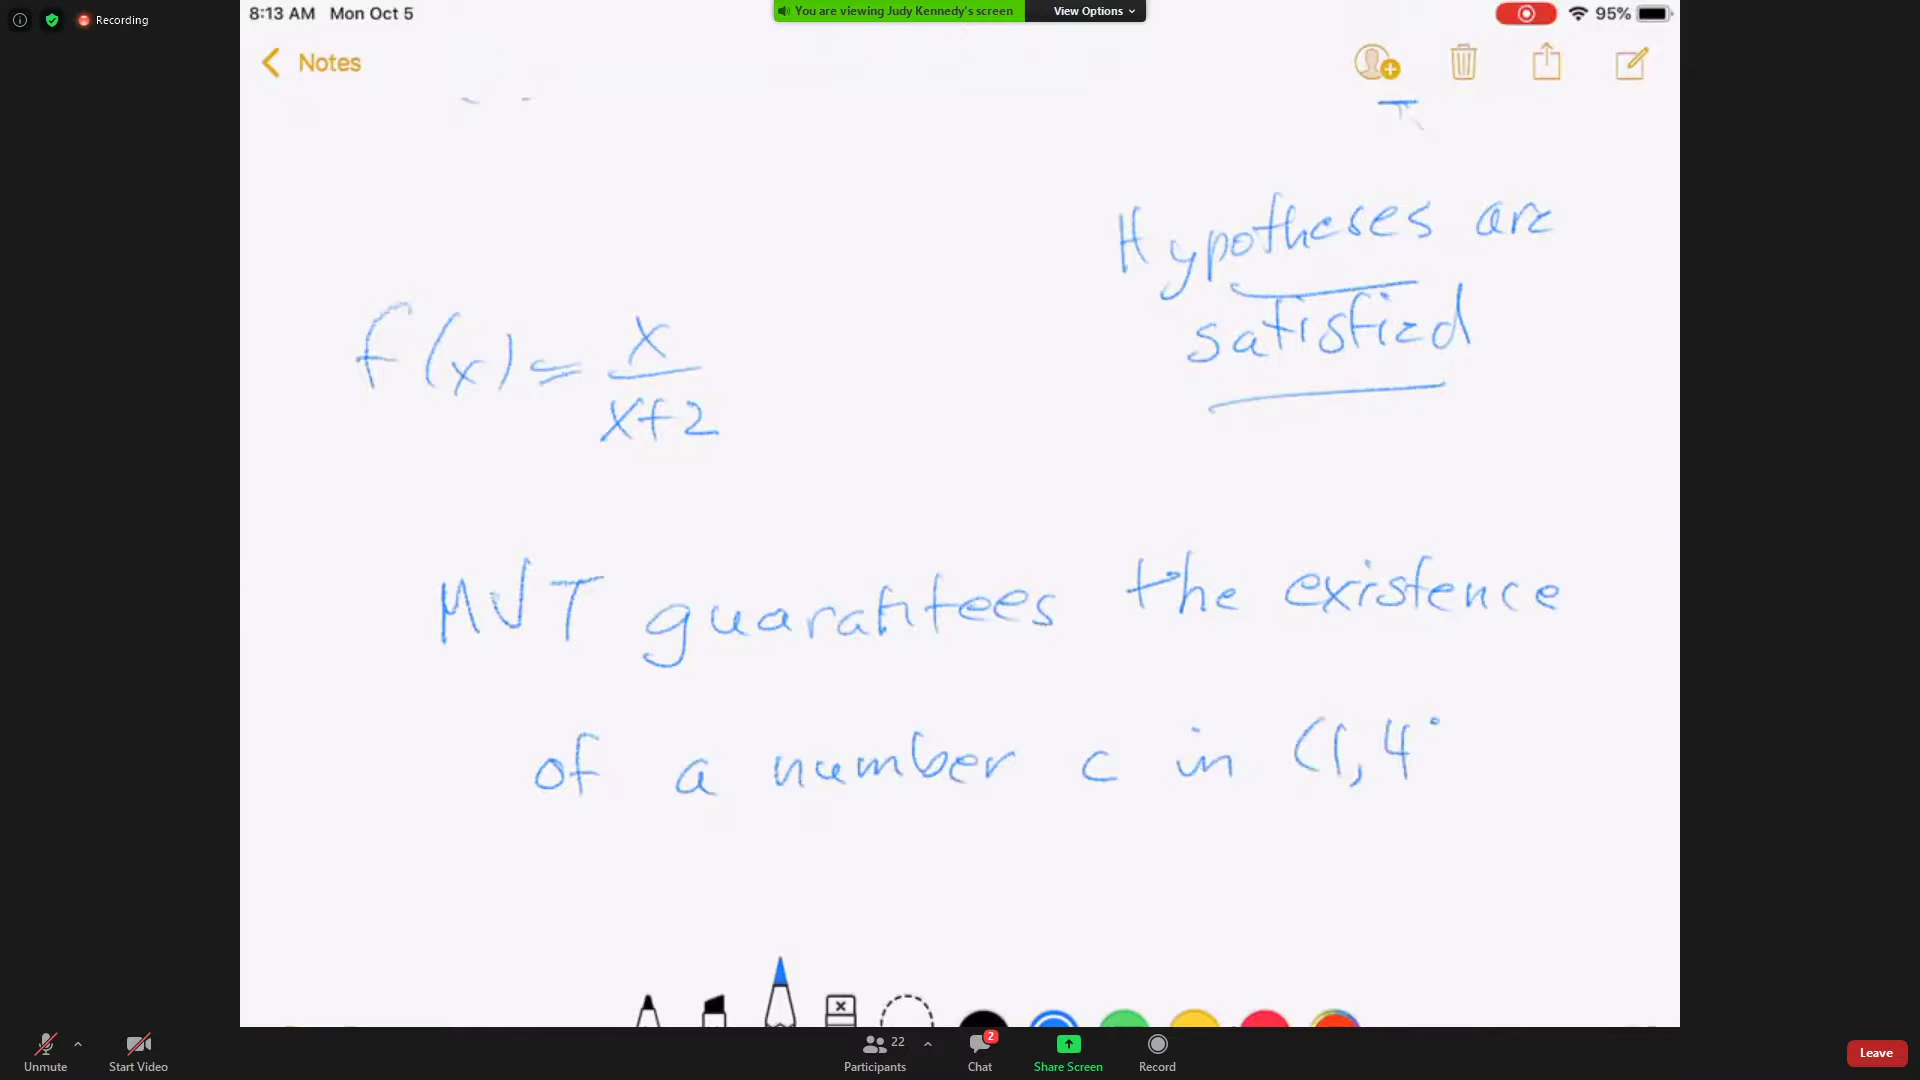 Recording
8:13 AM Mon Oct 5
You are viewing Judy Kennedy's screen
View Options
95%
Notes
Hypotheses are
satisfied
f(x) = x
x+2
MVT guarantees the existence
of a number c in (1,4
Unmute
Start Video
22
Participants
2
Chat
Share Screen
Record
Leave